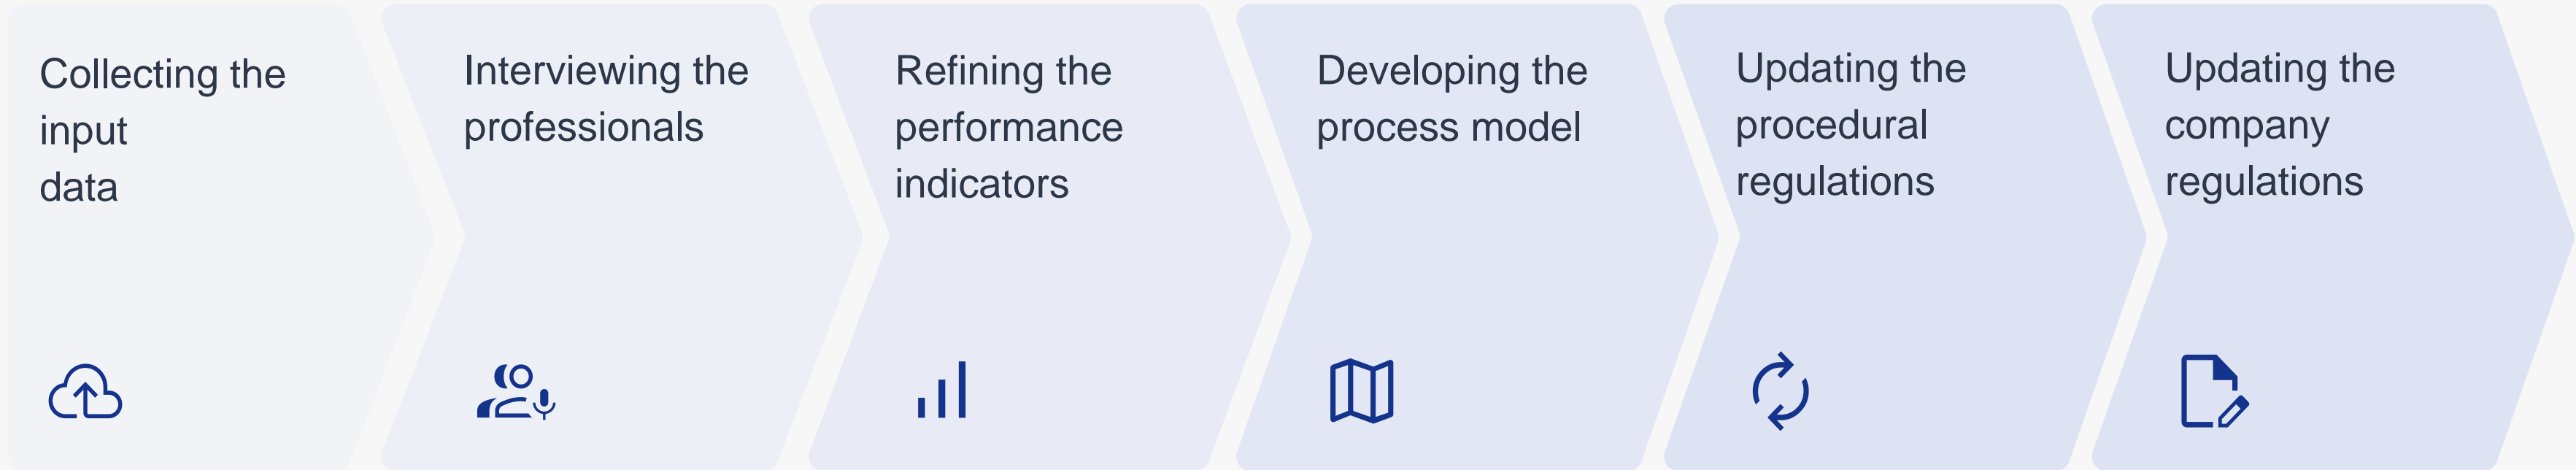 Collecting the
input
data
Interviewing the
professionals
Refining the
performance
indicators
Developing the
process model
Updating the
procedural
regulations
Updating the
company
regulations